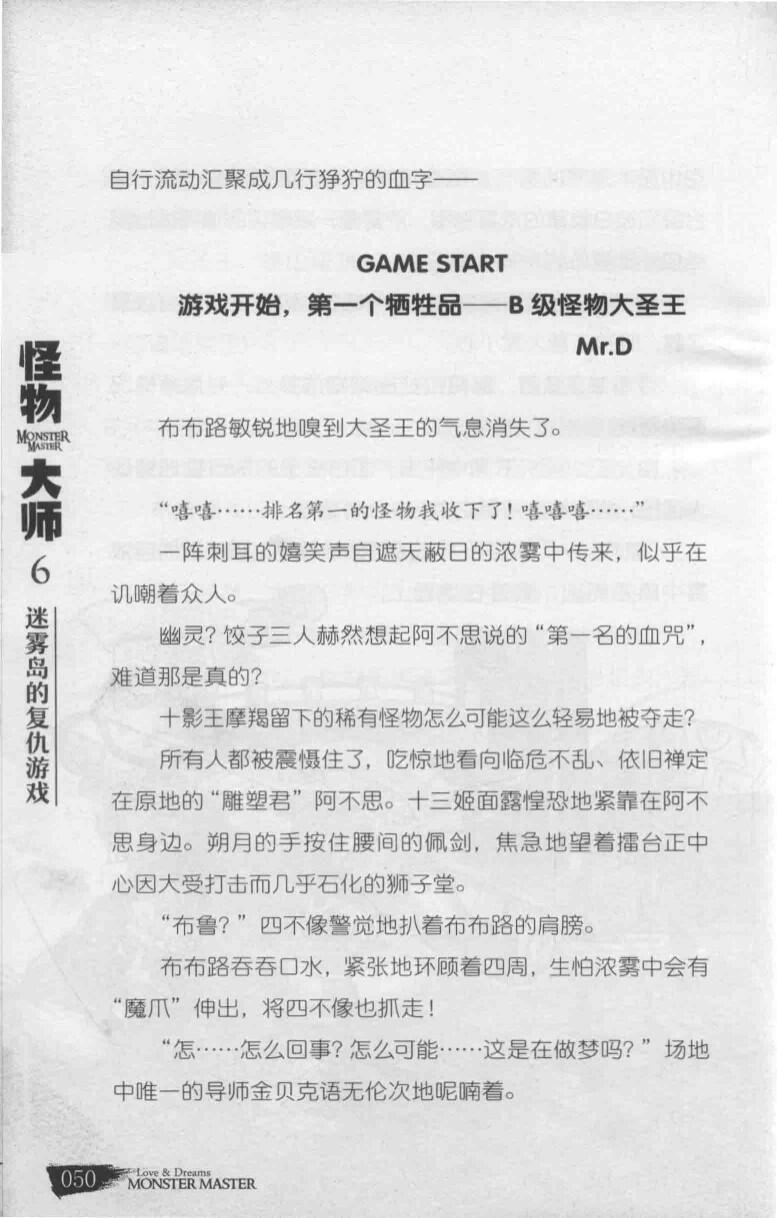 自行流动汇聚成几行狰狞的血字——
GAME START
游戏开始，第一个牺牲品——B 级怪物大圣王
Mr.D
布布路敏锐地嗅到大圣王的气息消失了。
“嘻嘻……排名第一的怪物我收下了！嘻嘻嘻……”
一阵刺耳的嬉笑声自遮天蔽日的浓雾中传来，似乎在
讥嘲着众人。
幽灵？饺子三人赫然想起阿不思说的“第一名的血咒”，
难道那是真的？
十影王摩羯留下的稀有怪物怎么可能这么轻易地被夺走？
所有人都被震慑住了，吃惊地看向临危不乱、依旧禅定
在原地的“雕塑君”阿不思。十三姬面露惶恐地紧靠在阿不
思身边。朔月的手按住腰间的佩剑，焦急地望着擂台正中
心因大受打击而几乎石化的狮子堂。
“布鲁？”四不像警觉地扒着布布路的肩膀。
布布路吞吞口水，紧张地环顾着四周，生怕浓雾中会有
“魔爪”伸出，将四不像也抓走！
“怎……怎么回事？怎么可能……这是在做梦吗？”场地
中唯一的导师金贝克语无伦次地呢喃着。
怪物
MONSTER
MASTER
大师
6
迷雾岛的复仇游戏
050
Love & Dreams
MONSTER MASTER